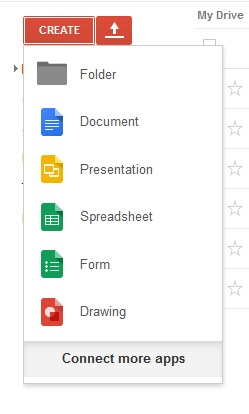 My Drive
CREATE
Folder
Document
Presentation
Spreadsheet
Form
Drawing
Connect more apps